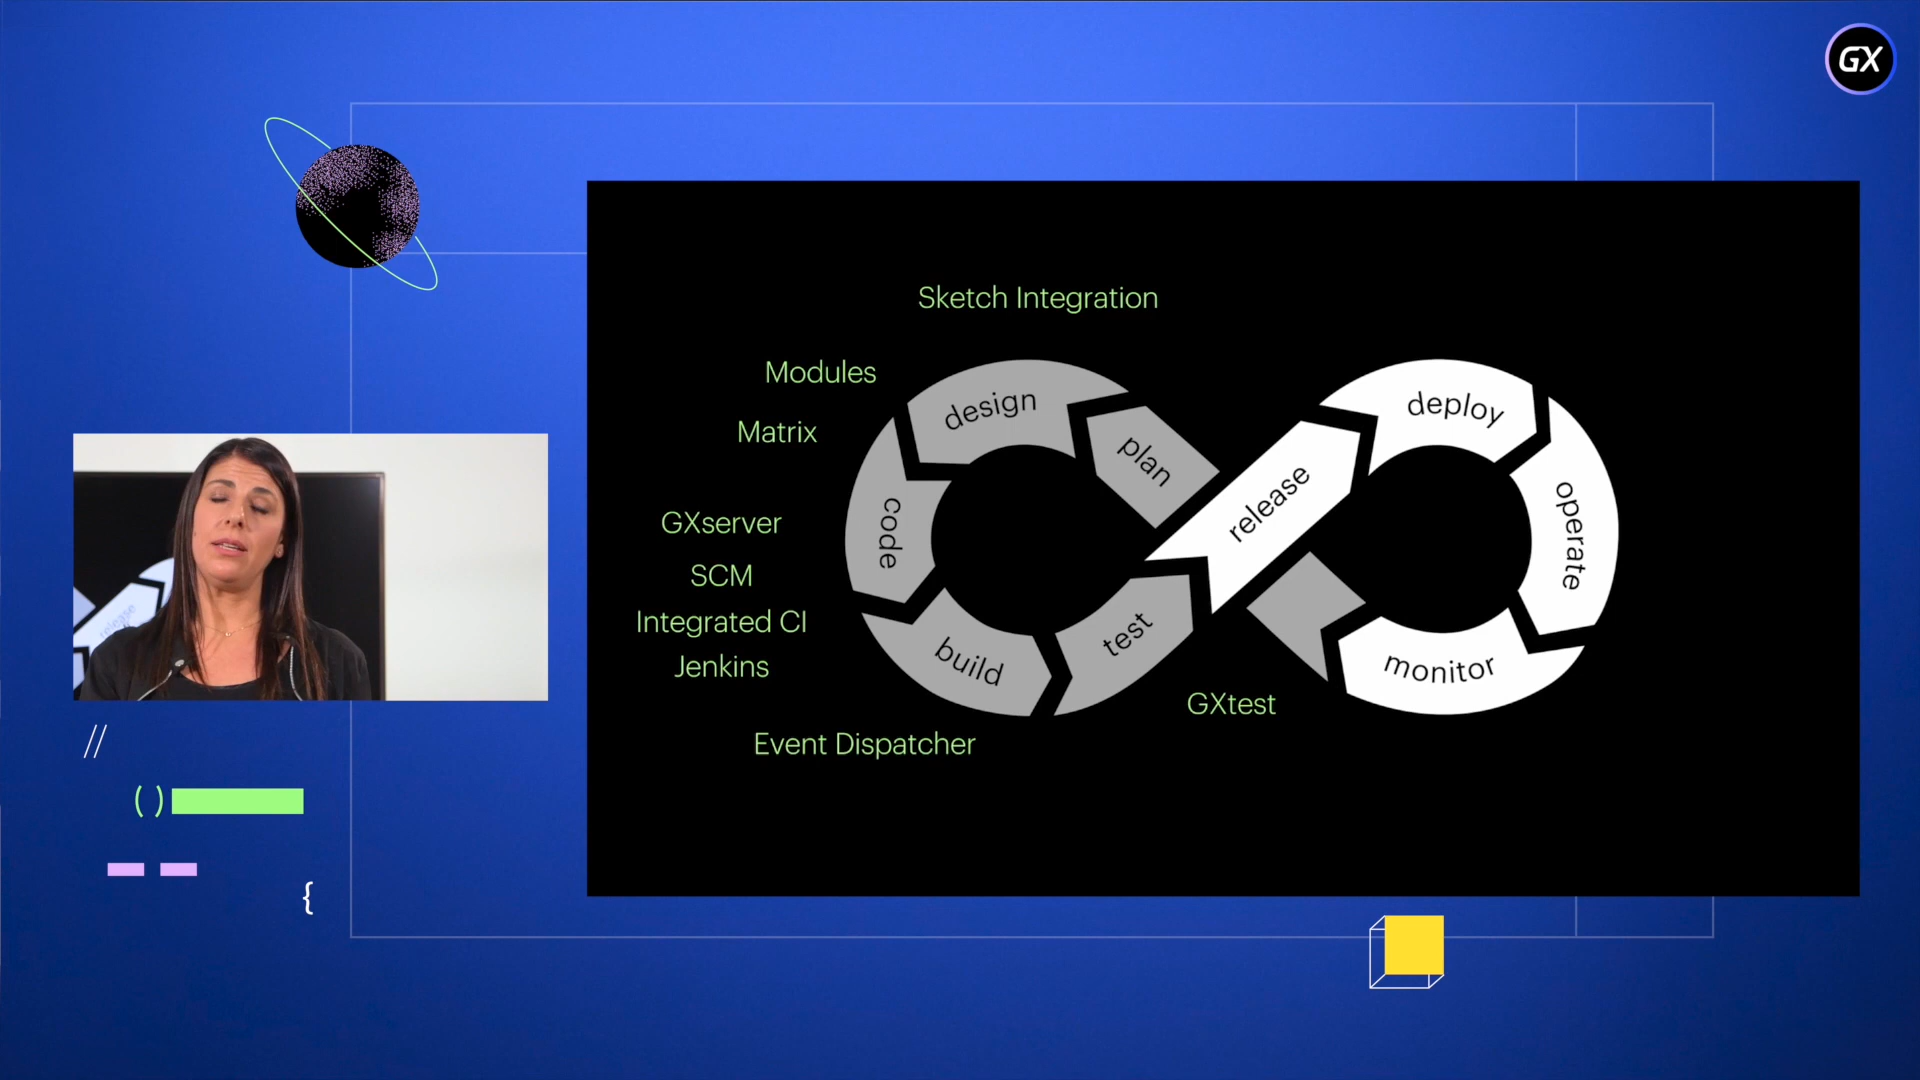 GX
Sketch Integration
Modules
Matrix
GXserver
SCM
Integrated CI
Jenkins
Event Dispatcher
GXtest
design
plan
code
build
test
release
deploy
operate
monitor
release
//
()
{